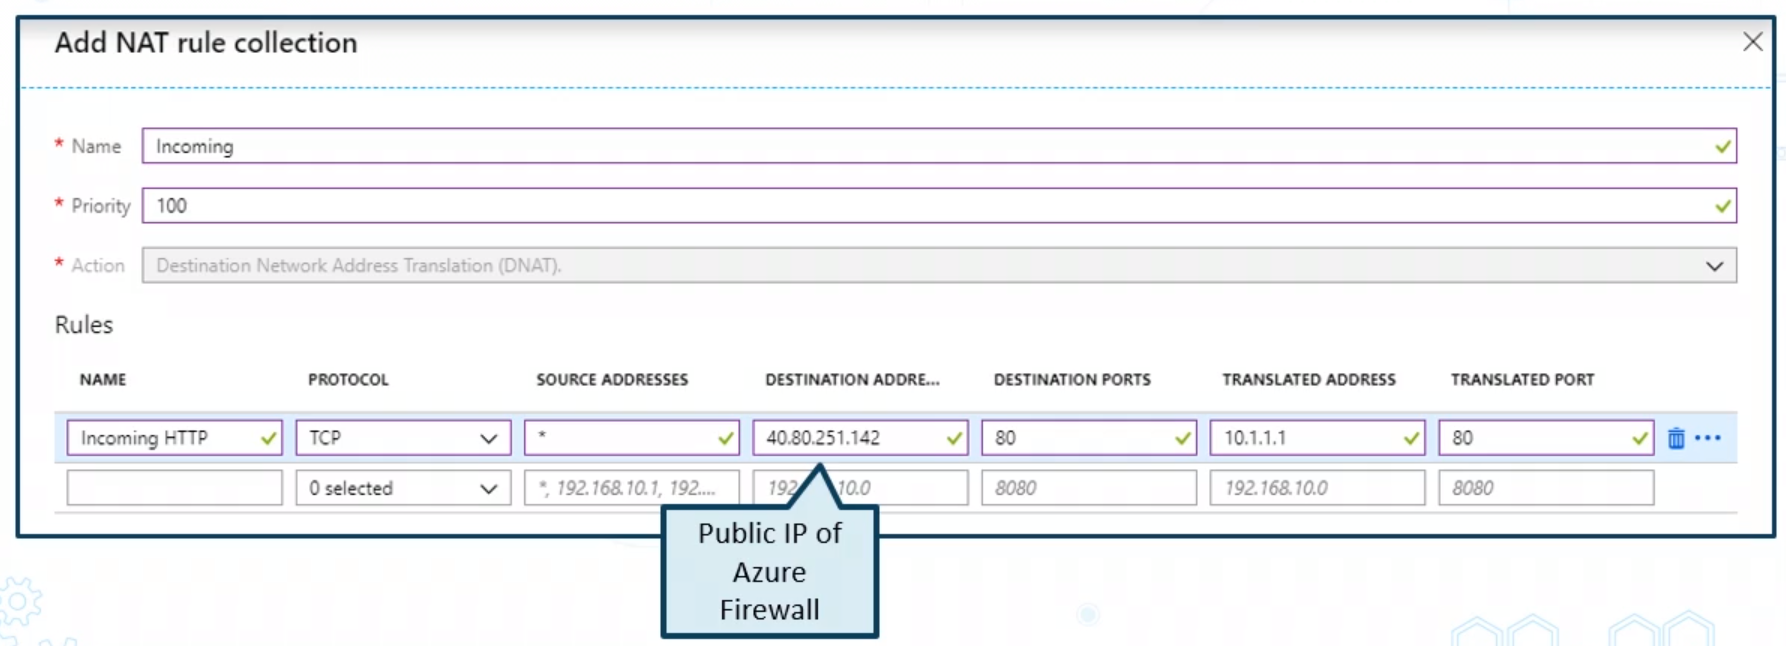 Add NAT rule collection
* Name Incoming
* Priority 100
* Action Destination Network Address Translation (DNAT).
Rules
NAME PROTOCOL SOURCE ADDRESSES DESTINATION ADDRE... DESTINATION PORTS TRANSLATED ADDRESS TRANSLATED PORT
Incoming HTTP TCP * 40.80.251.142 80 10.1.1.1 80
0 selected *, 192.168.10.1, 192.... 192 10.0 8080 192.168.10.0 8080
Public IP of
Azure
Firewall